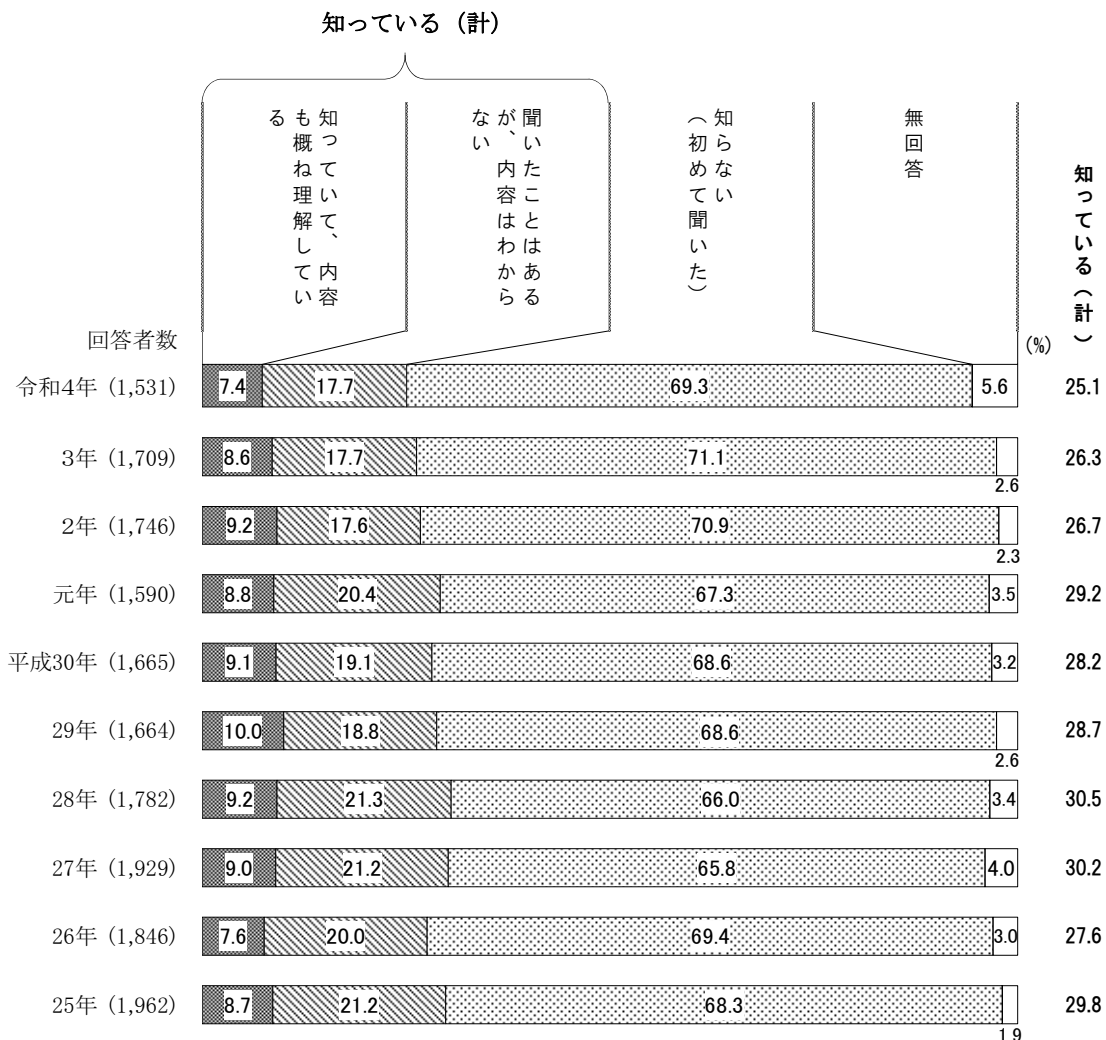 知っている（計）
知っていて、内容
も概ね理解してい
る
聞いたことはある
が、内容はわから
ない
知らない
（初めて聞いた）
無回答
知っている（計）
回答者数
(%)
令和4年 (1,531) 7.4 17.7 69.3 5.6 25.1
3年 (1,709) 8.6 17.7 71.1 2.6 26.3
2年 (1,746) 9.2 17.6 70.9 2.3 26.7
元年 (1,590) 8.8 20.4 67.3 3.5 29.2
平成30年 (1,665) 9.1 19.1 68.6 3.2 28.2
29年 (1,664) 10.0 18.8 68.6 2.6 28.7
28年 (1,782) 9.2 21.3 66.0 3.4 30.5
27年 (1,929) 9.0 21.2 65.8 4.0 30.2
26年 (1,846) 7.6 20.0 69.4 3.0 27.6
25年 (1,962) 8.7 21.2 68.3 1.9 29.8